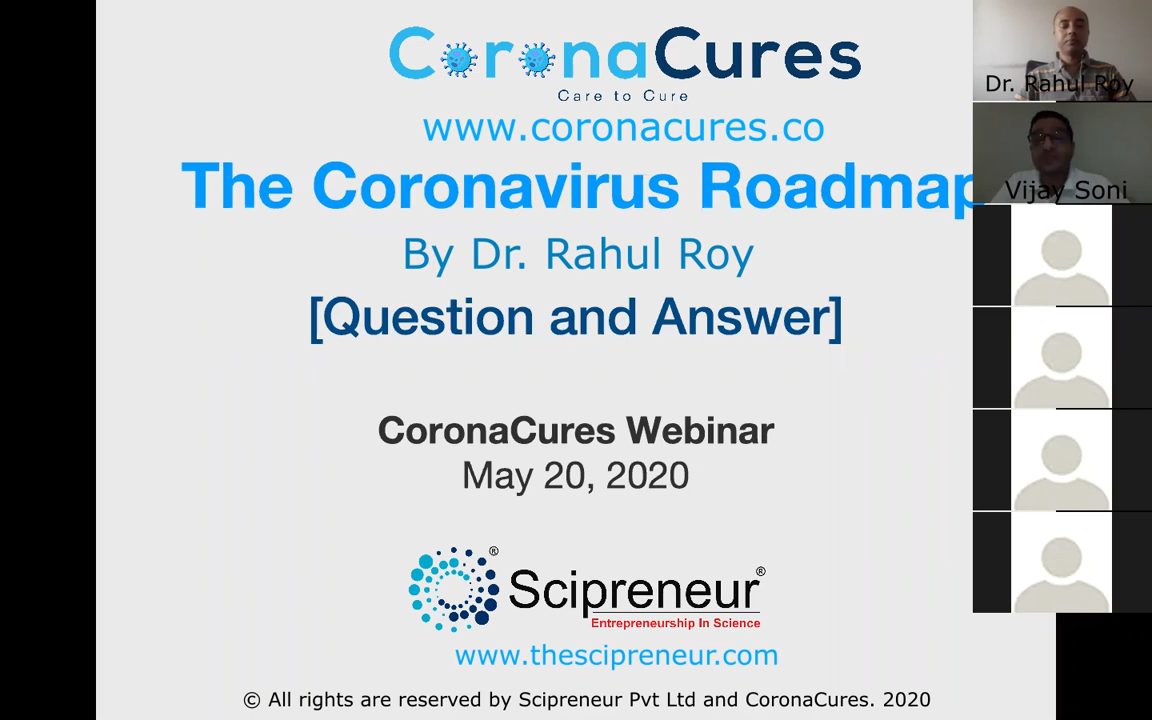 CoronaCures
Care to Cure
www.coronacures.co
The Coronavirus Roadmap
By Dr. Rahul Roy
[Question and Answer]
CoronaCures Webinar
May 20, 2020
®
Scipreneur®
Entrepreneurship In Science
www.thescipreneur.com
© All rights are reserved by Scipreneur Pvt Ltd and CoronaCures. 2020
Dr. Rahul Roy
Vijay Soni